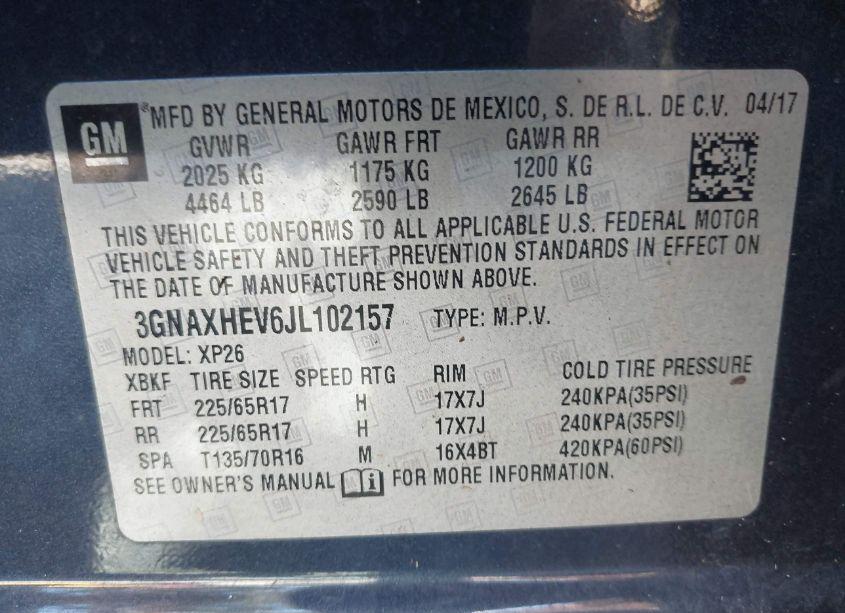 GM
®MFD BY GENERAL MOTORS DE MEXICO, S. DE R.L. DE C.V. 04/17
GVWR GAWR FRT GAWR RR
2025 KG 1175 KG 1200 KG
4464 LB 2590 LB 2645 LB
THIS VEHICLE CONFORMS TO ALL APPLICABLE U.S. FEDERAL MOTOR
VEHICLE SAFETY AND THEFT PREVENTION STANDARDS IN EFFECT ON
THE DATE OF MANUFACTURE SHOWN ABOVE.
3GNAXHEV6JL102157 TYPE: M.P.V.
MODEL: XP26
XBKF TIRE SIZE SPEED RTG RIM COLD TIRE PRESSURE
FRT 225/65R17 H 17X7J 240KPA(35PSI)
RR 225/65R17 H 17X7J 240KPA(35PSI)
SPA T135/70R16 M 16X4BT 420KPA(60PSI)
SEE OWNER'S MANUAL FOR MORE INFORMATION.